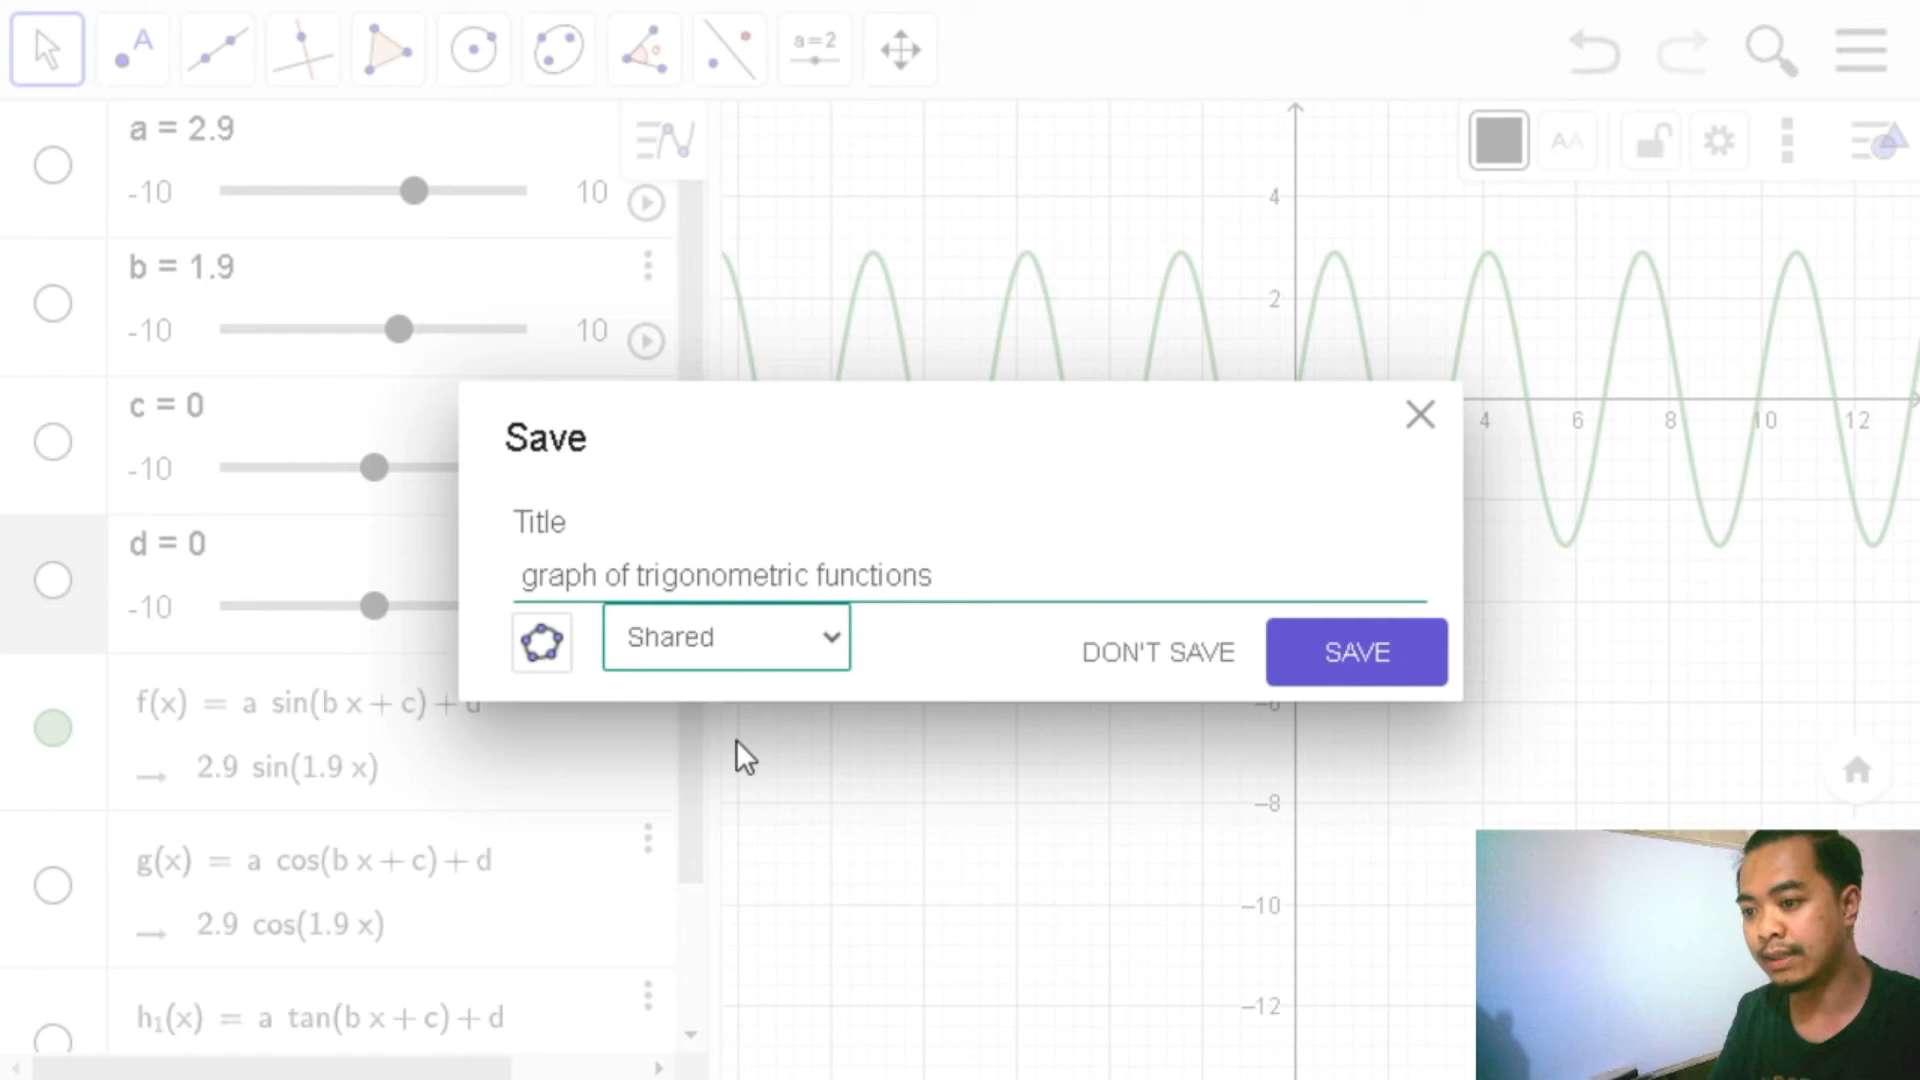 A
a=2
a = 2.9
-10
10
b = 1.9
-10
10
c = 0
-10
d = 0
-10
f(x) = a sin(b x + c) + d
→ 2.9 sin(1.9 x)
g(x) = a cos(b x + c) + d
→ 2.9 cos(1.9 x)
h₁(x) = a tan(b x + c) + d
AA
4
2
4
6
8
10
12
-8
-10
-12
Save
Title
graph of trigonometric functions
Shared
DON'T SAVE
SAVE